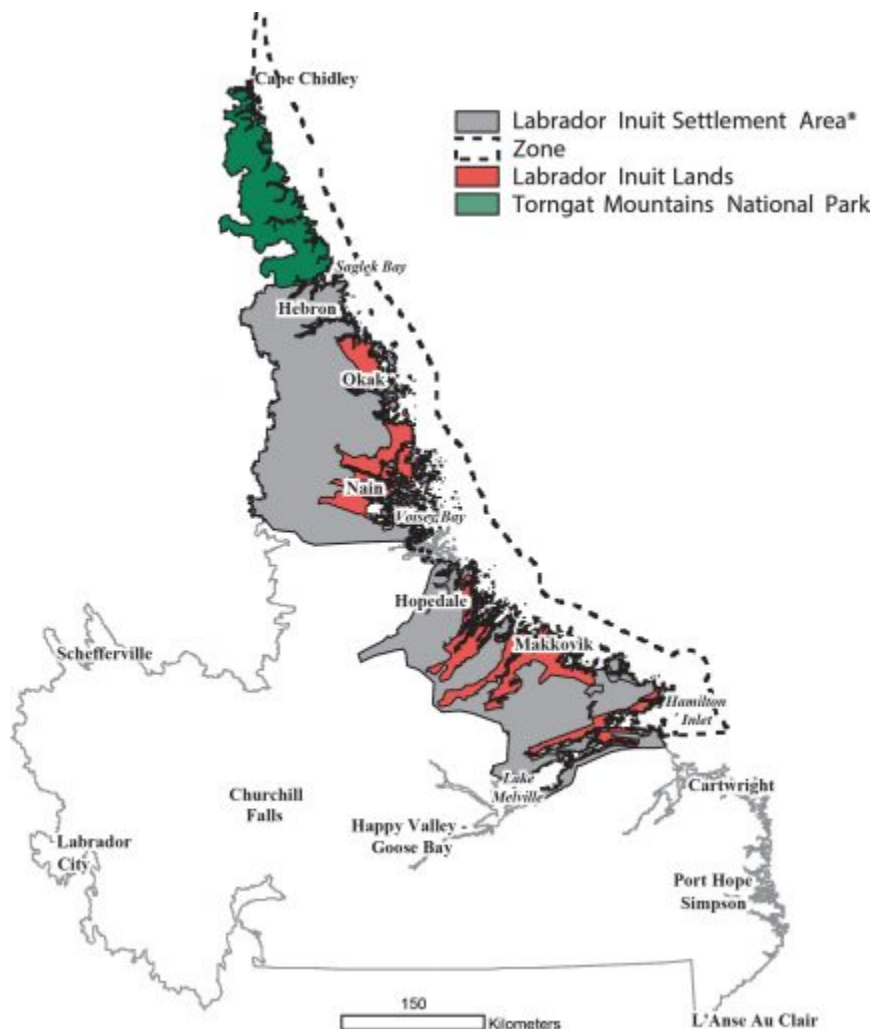 Cape Chidley
Labrador Inuit Settlement Area*
Zone
Labrador Inuit Lands
Torngat Mountains National Park
Saglek Bay
Hebron
Okak
Nain
Voisey Bay
Hopedale
Makkovik
Schefferville
Hamilton
Inlet
Lake
Melville
Cartwright
Churchill
Falls
Happy Valley -
Goose Bay
Labrador
City
Port Hope
Simpson
150
Kilometers
L'Anse Au Clair